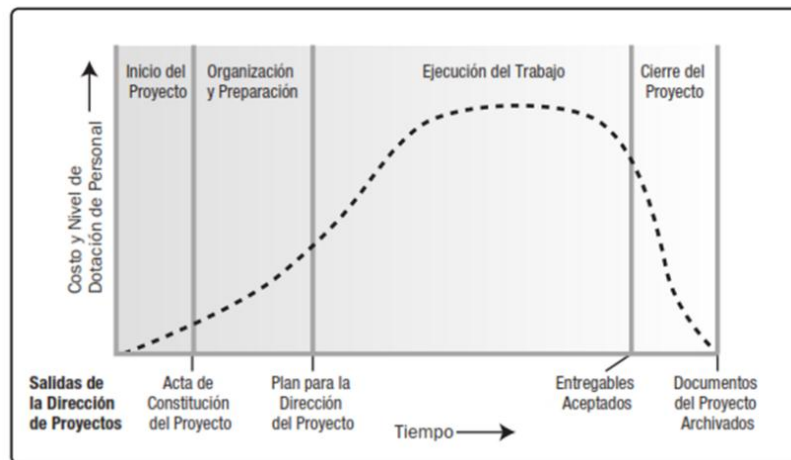 Inicio del
Proyecto
Organización
y Preparación
Ejecución del Trabajo
Cierre del
Proyecto
Costo y Nivel de
Dotación de Personal
Salidas de
la Dirección
de Proyectos
Acta de
Constitución
del Proyecto
Plan para la
Dirección
del Proyecto
Tiempo
Entregables
Aceptados
Documentos
del Proyecto
Archivados